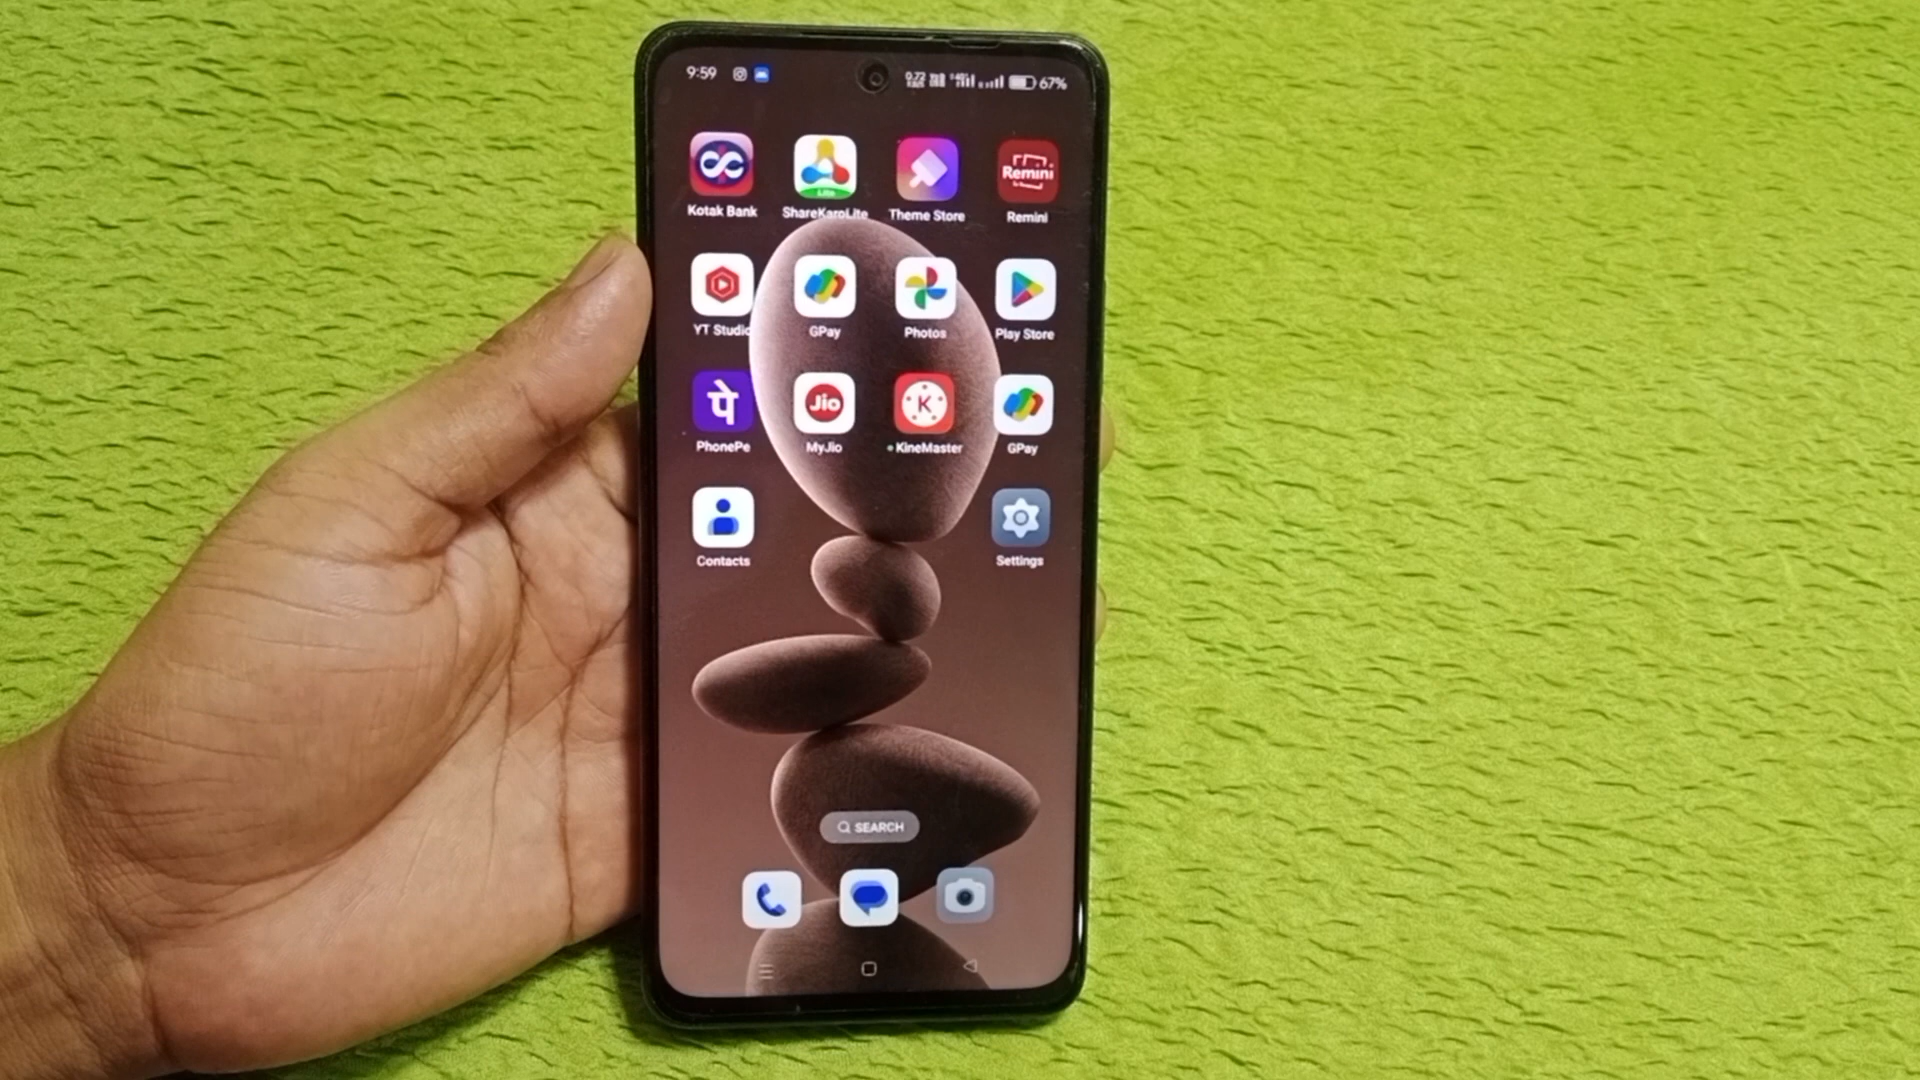 9:59
67%
Lite
Remini
Kotak Bank
ShareKaroLite
Theme Store
Remini
YT Studio
GPay
Photos
Play Store
पे
Jio
K
PhonePe
MyJio
KineMaster
GPay
Contacts
Settings
SEARCH